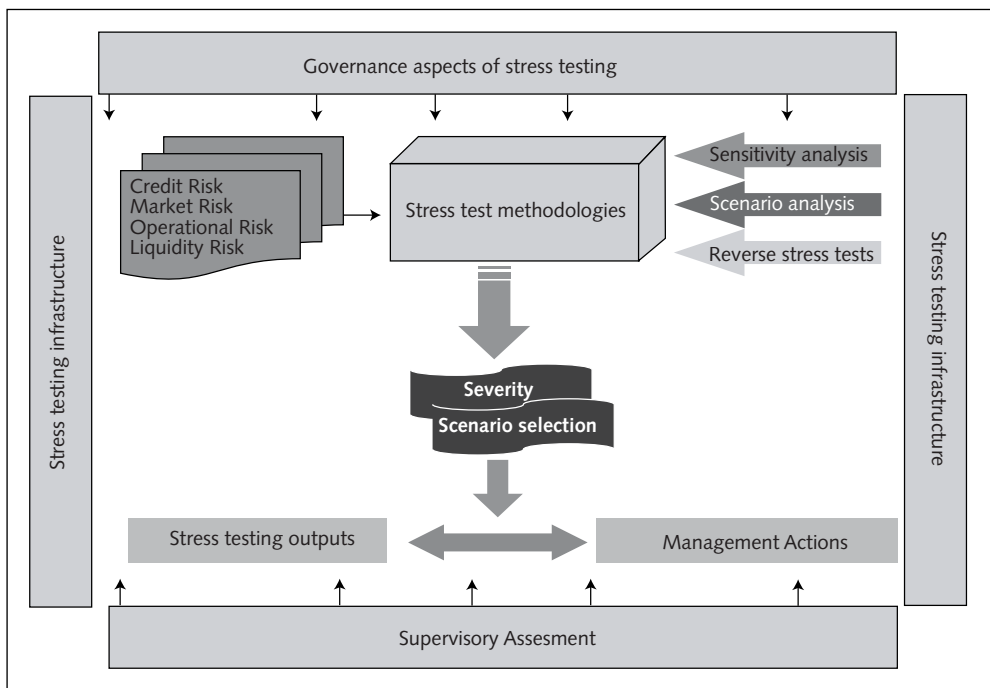 Governance aspects of stress testing
Stress testing infrastructure
Credit Risk
Market Risk
Operational Risk
Liquidity Risk
Stress test methodologies
Sensitivity analysis
Scenario analysis
Reverse stress tests
Stress testing infrastructure
Severity
Scenario selection
Stress testing outputs
Management Actions
Supervisory Assesment